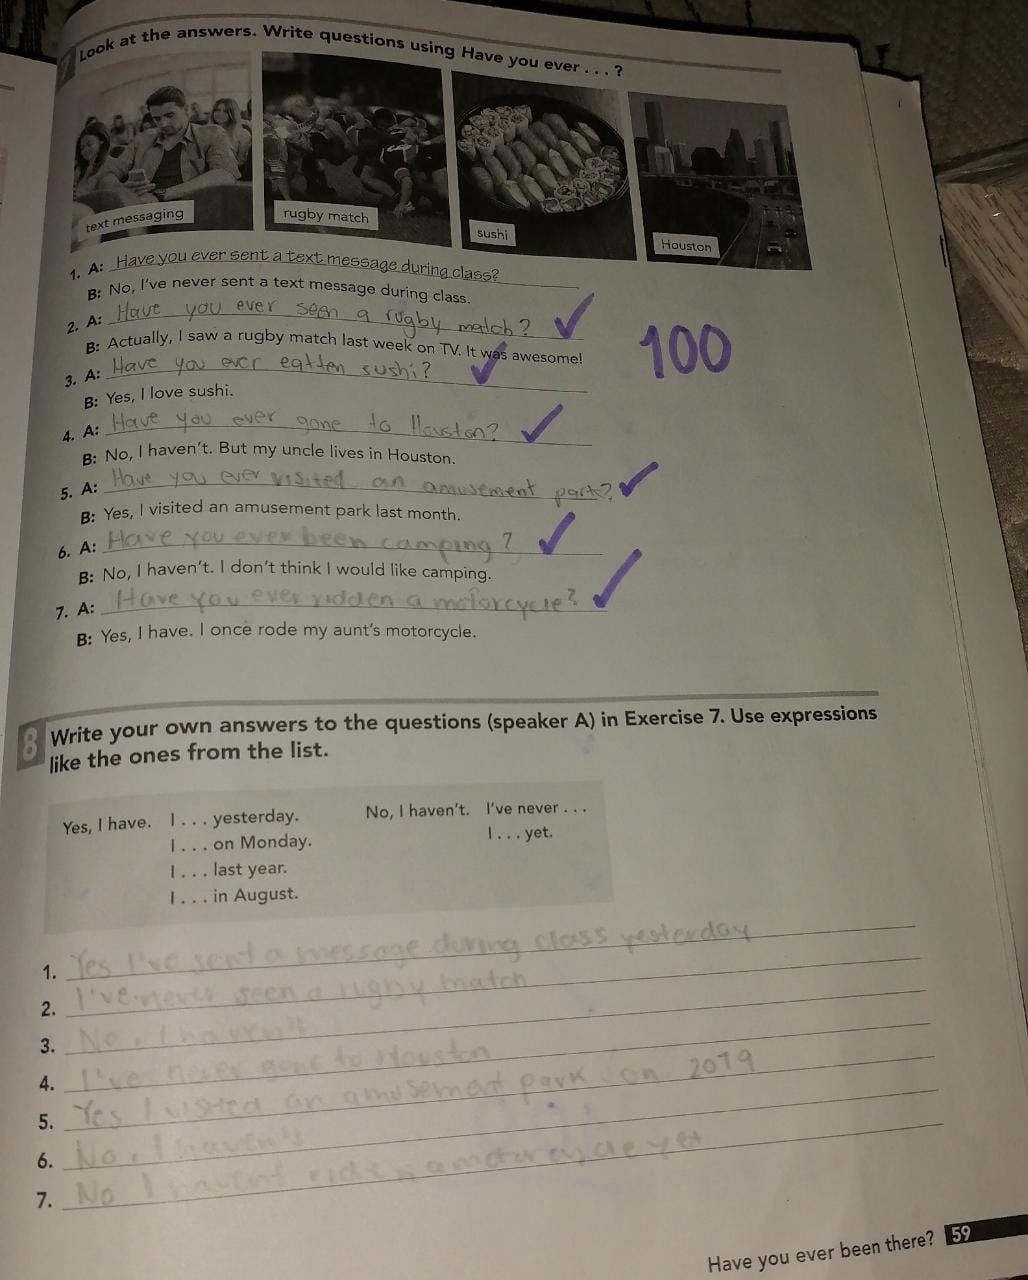 7 Look at the answers. Write questions using Have you ever . . . ?
text messaging
rugby match
sushi
Houston
1. A: Have you ever sent a text message during class?
B: No, I've never sent a text message during class.
2. A: Have you ever seen a rugby match?
B: Actually, I saw a rugby match last week on TV. It was awesome!
100
3. A: Have you ever eatten sushi?
B: Yes, I love sushi.
4. A: Have you ever gone to Houston?
B: No, I haven't. But my uncle lives in Houston.
5. A: Have you ever visited an amusement park?
B: Yes, I visited an amusement park last month.
6. A: Have you ever been camping?
B: No, I haven't. I don't think I would like camping.
7. A: Have you ever ridden a motorcycle?
B: Yes, I have. I once rode my aunt's motorcycle.
8 Write your own answers to the questions (speaker A) in Exercise 7. Use expressions
like the ones from the list.
Yes, I have. I . . . yesterday. No, I haven't. I've never . . .
I . . . on Monday. I . . . yet.
I . . . last year.
I . . . in August.
1. Yes I've sent a message during class yesterday
2. I've never seen a rugby match
3. No, I haven't
4. I've never gone to Houston
5. Yes I visited an amusement park on 2019
6. No, I haven't
7. No I havent riden a motorcycle yet
Have you ever been there? 59